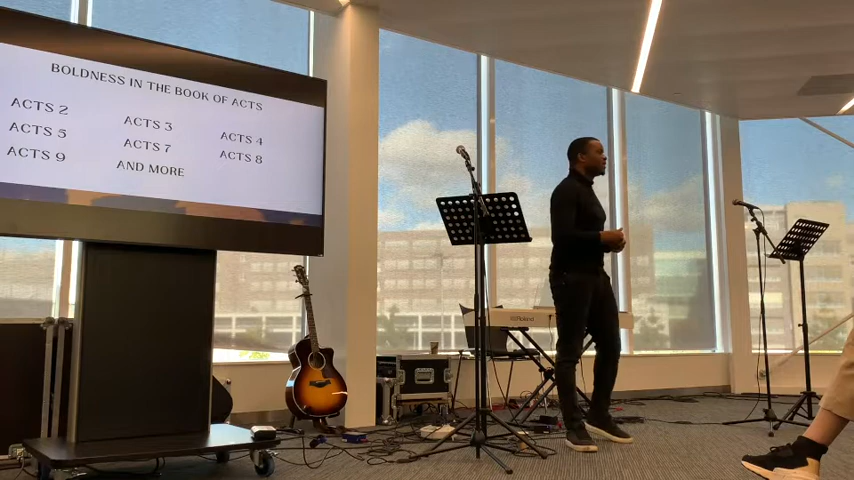 BOLDNESS IN THE BOOK OF ACTS
ACTS 2 ACTS 3 ACTS 4
ACTS 5 ACTS 7 ACTS 8
ACTS 9 AND MORE
Roland